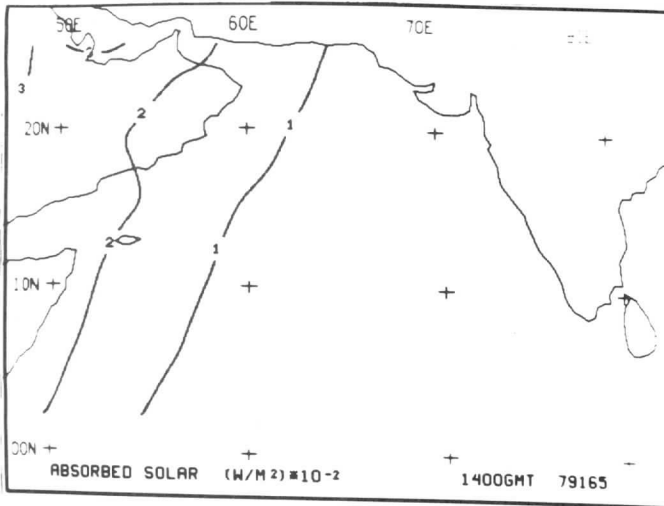 50E 60E 70E
2
3
2
20N
1
2
1
10N
00N
ABSORBED SOLAR (W/M2)*10-2 1400GMT 79165